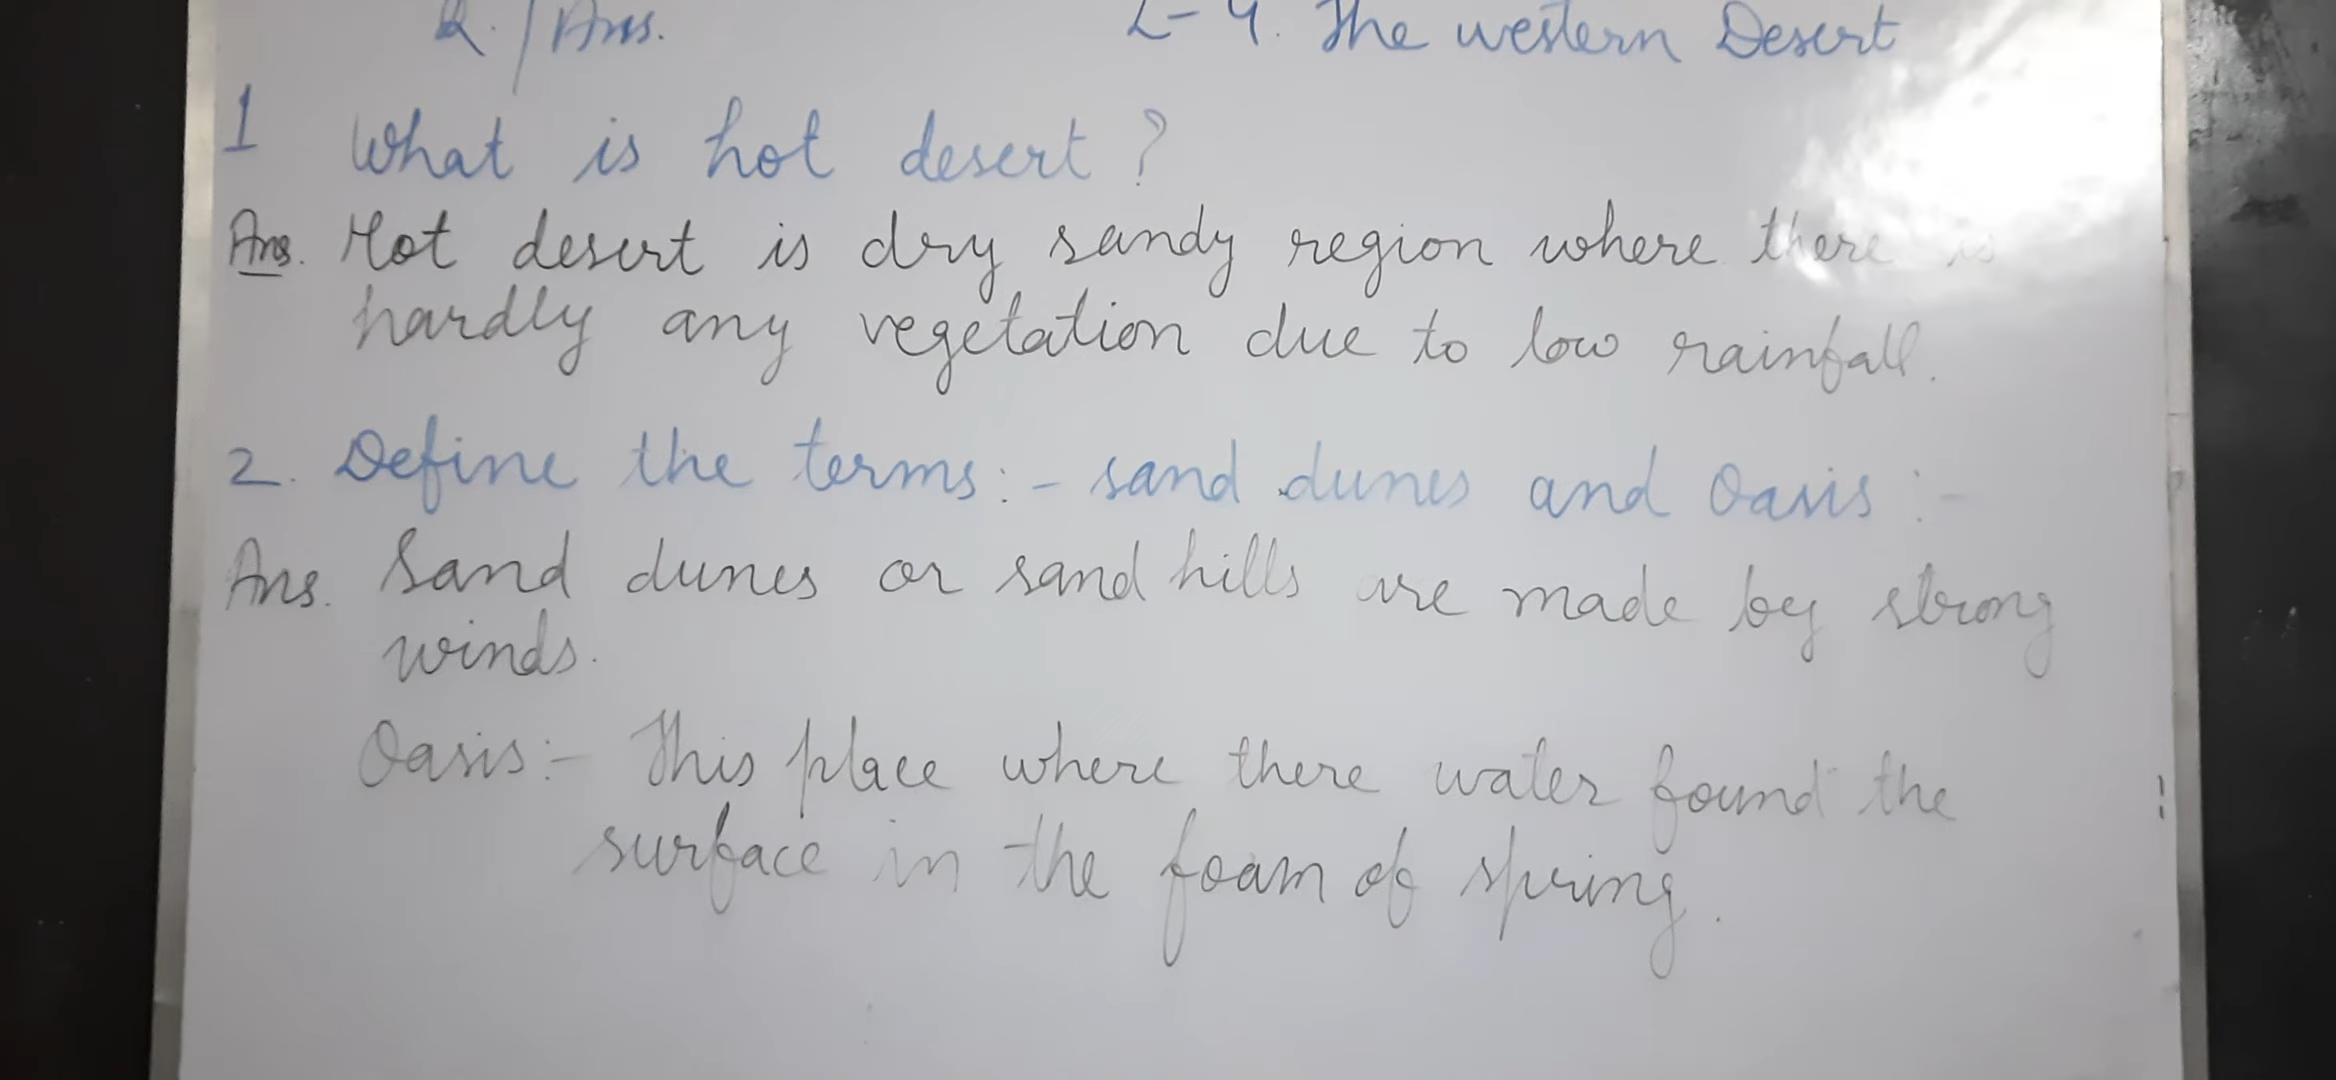 Q./Ans. L-4. The western Desert
1 What is hot desert?
Ans. Hot desert is dry sandy region where there is
hardly any vegetation due to low rainfall.
2. Define the terms:- sand dunes and Oasis:-
Ans. Sand dunes or sand hills are made by strong
winds.
Oasis:- This place where there water found the
surface in the foam of spring.